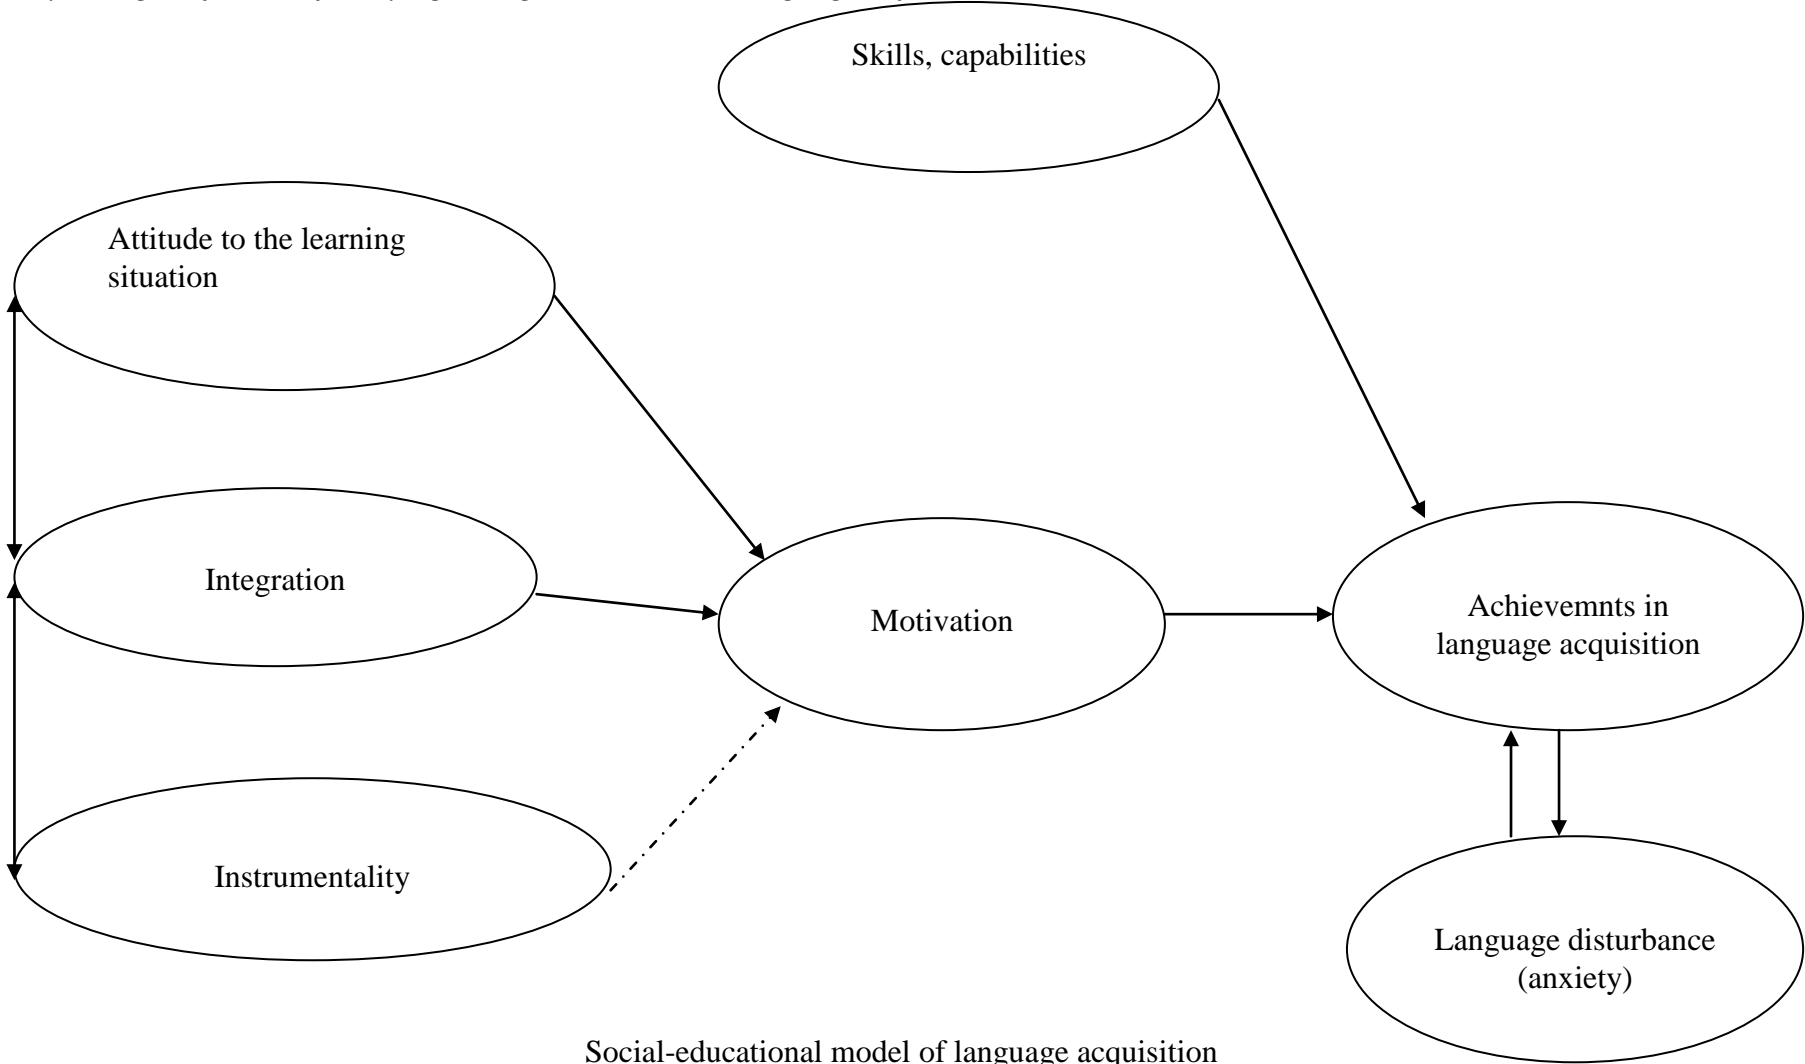 Skills, capabilities
Attitude to the learning
situation
Integration
Motivation
Achievemnts in
language acquisition
Instrumentality
Language disturbance
(anxiety)
Social-educational model of language acquisition